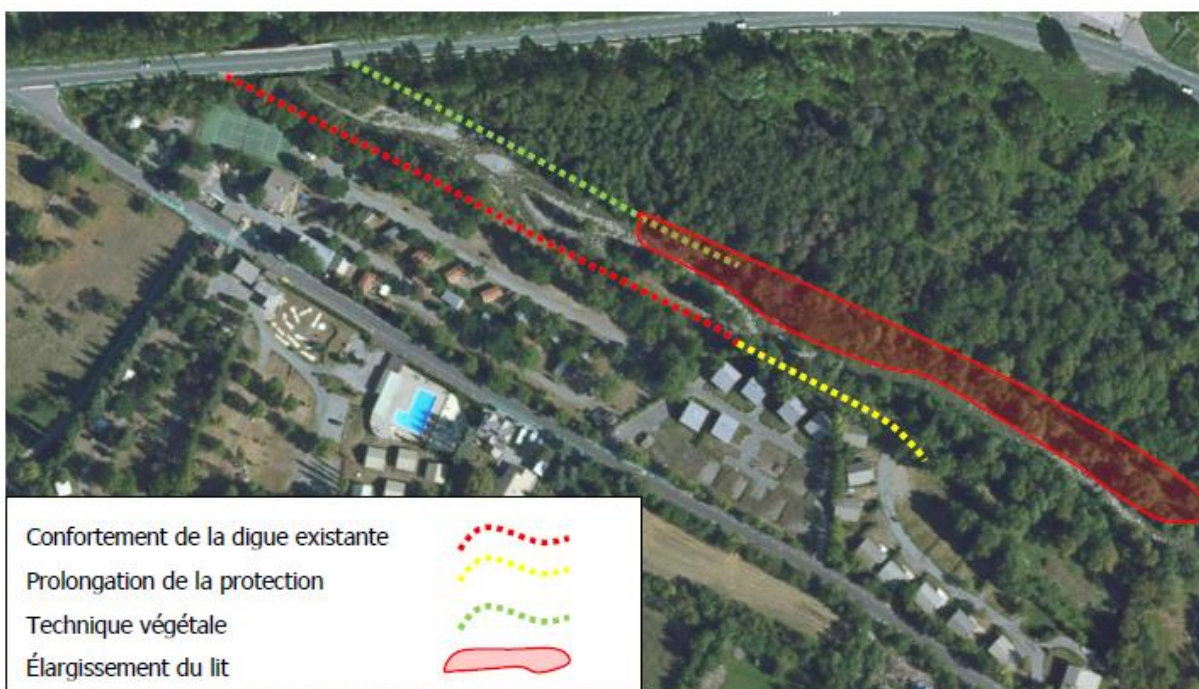 Confortement de la digue existante
Prolongation de la protection
Technique végétale
Élargissement du lit